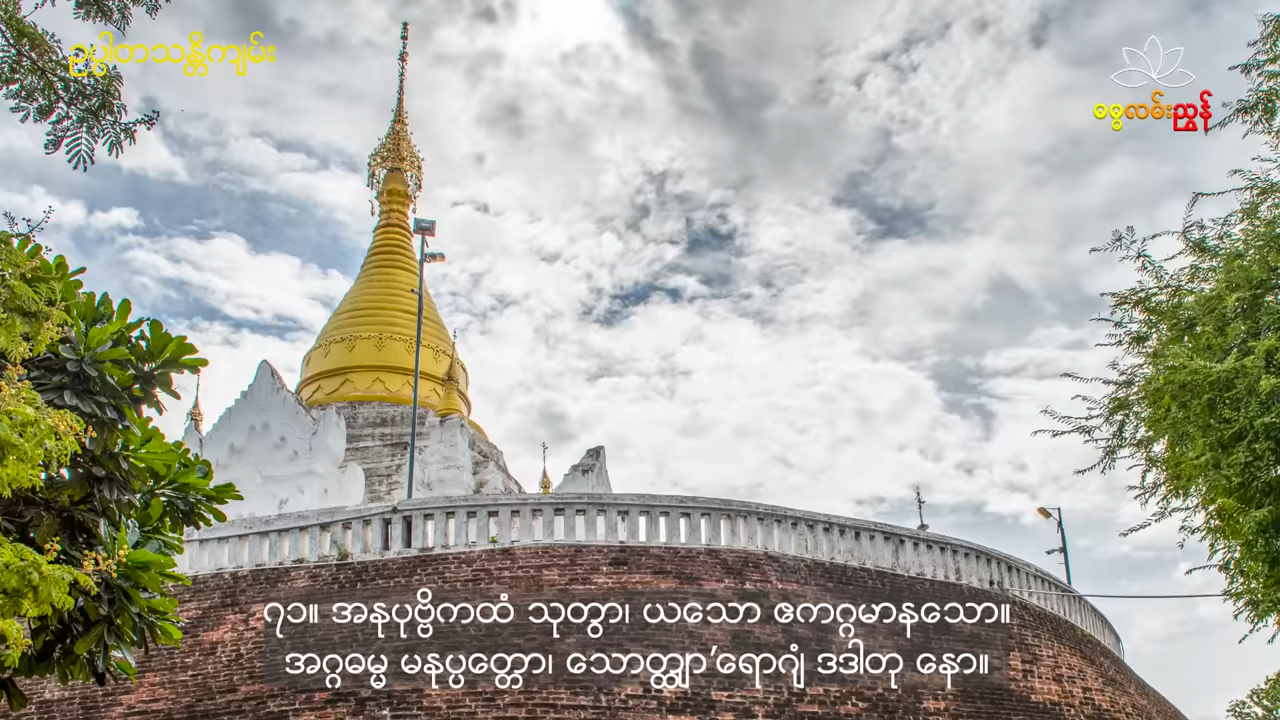 ဥပ္ပါတသန္တိကျမ်း
ဓမ္မလမ်းညွှန်
၇၁။ အနုပုဗ္ဗိကထံ သုတွာ၊ ယသော ဧကဂ္ဂမာနသော။
အဂ္ဂဓမ္မ မနုပ္ပတ္တော၊ သောတ္ထျာ’ရောဂျံ ဒဒါတု နော။